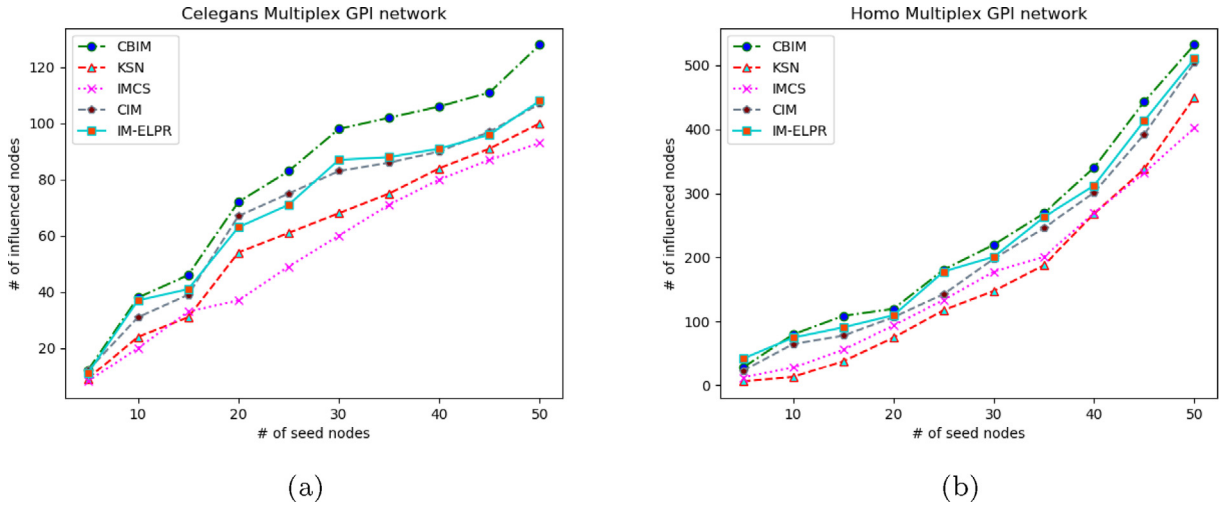 Celegans Multiplex GPI network
CBIM
KSN
IMCS
CIM
IM-ELPR
# of influenced nodes
120
100
80
60
40
20
10 20 30 40 50
# of seed nodes
(a)
Homo Multiplex GPI network
CBIM
KSN
IMCS
CIM
IM-ELPR
# of influenced nodes
500
400
300
200
100
0
10 20 30 40 50
# of seed nodes
(b)